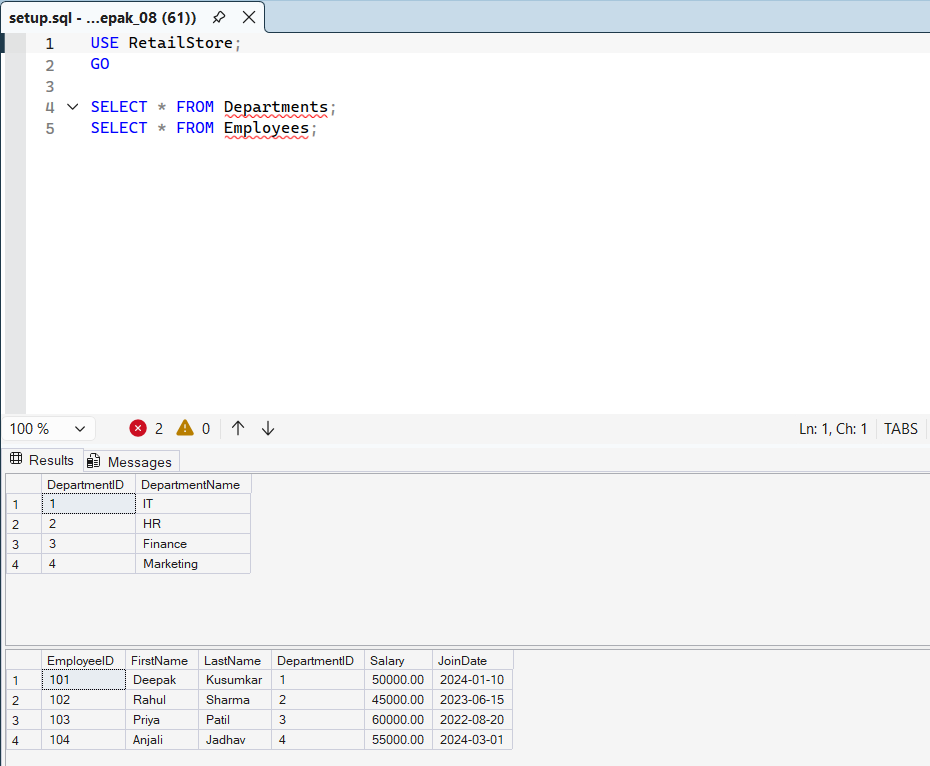 setup.sql - ...epak_08 (61))
1 USE RetailStore;
2 GO
3
4 SELECT * FROM Departments;
5 SELECT * FROM Employees;
100 % 2 0 Ln: 1, Ch: 1 TABS
Results Messages
DepartmentID DepartmentName
1 1 IT
2 2 HR
3 3 Finance
4 4 Marketing
EmployeeID FirstName LastName DepartmentID Salary JoinDate
1 101 Deepak Kusumkar 1 50000.00 2024-01-10
2 102 Rahul Sharma 2 45000.00 2023-06-15
3 103 Priya Patil 3 60000.00 2022-08-20
4 104 Anjali Jadhav 4 55000.00 2024-03-01